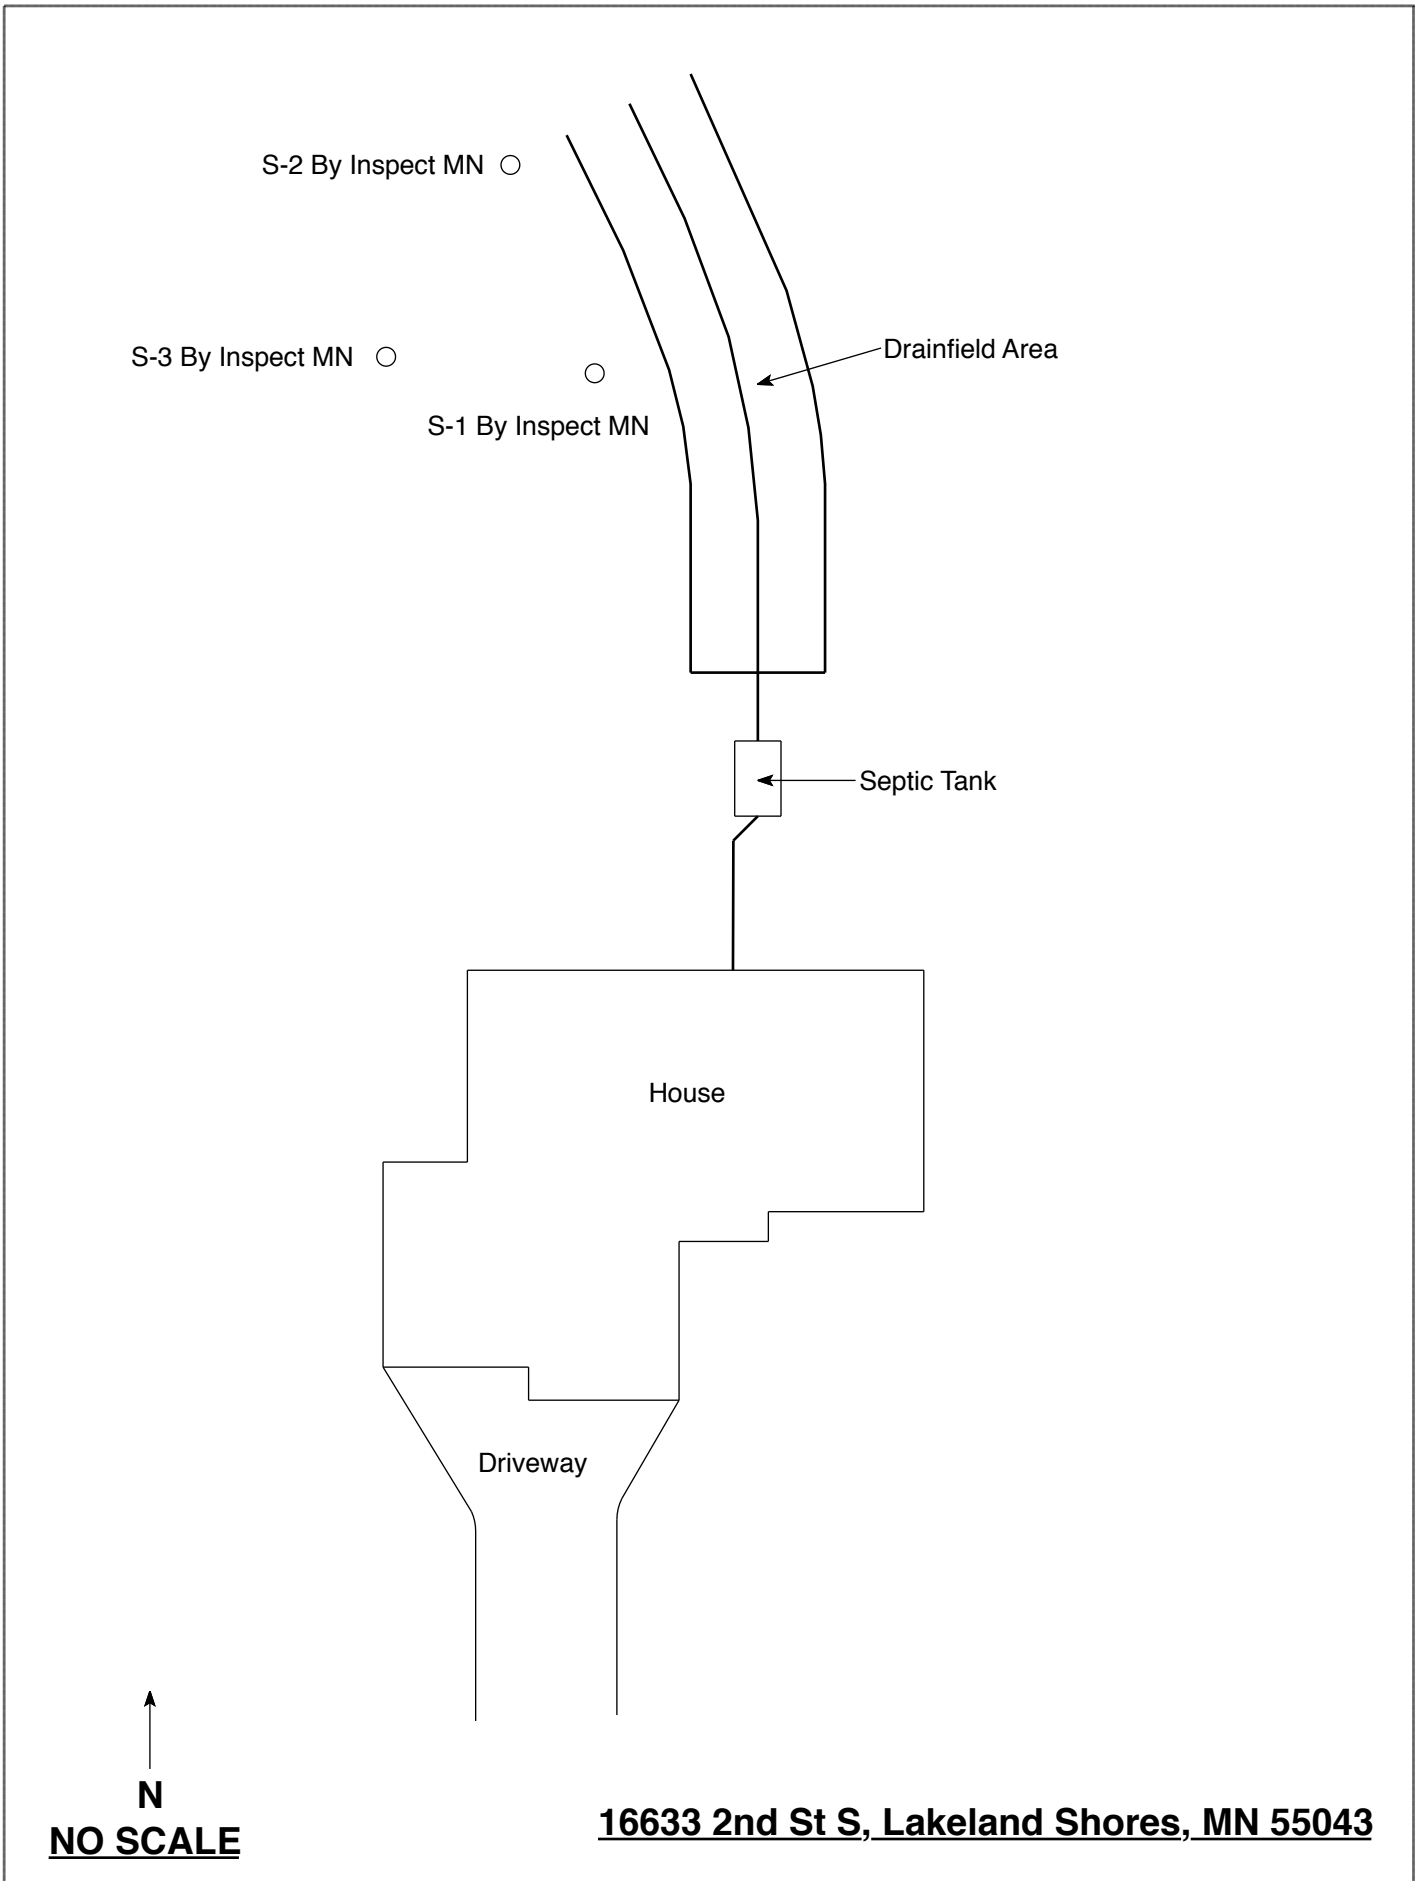 S-2 By Inspect MN
Drainfield Area
S-3 By Inspect MN
S-1 By Inspect MN
Septic Tank
House
Driveway
N
NO SCALE
16633 2nd St S, Lakeland Shores, MN 55043